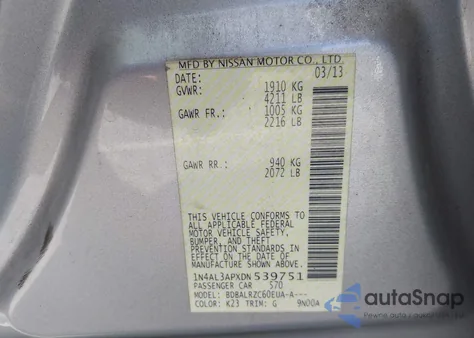 MFD BY NISSAN MOTOR CO., LTD.
DATE: 03/13
GVWR: 1910 KG
4211 LB
GAWR FR: 1005 KG
2216 LB
GAWR RR: 940 KG
2072 LB
THIS VEHICLE CONFORMS TO
ALL APPLICABLE FEDERAL
MOTOR VEHICLE SAFETY,
BUMPER, AND THEFT
PREVENTION STANDARDS IN
EFFECT ON THE DATE OF
MANUFACTURE SHOWN ABOVE.
1N4AL3APXDN539751
PASSENGER CAR 570
MODEL: BDBALRZC60EUA-A---
COLOR: K23 TRIM: G 9N00A
autoSnap
Pewne auto z